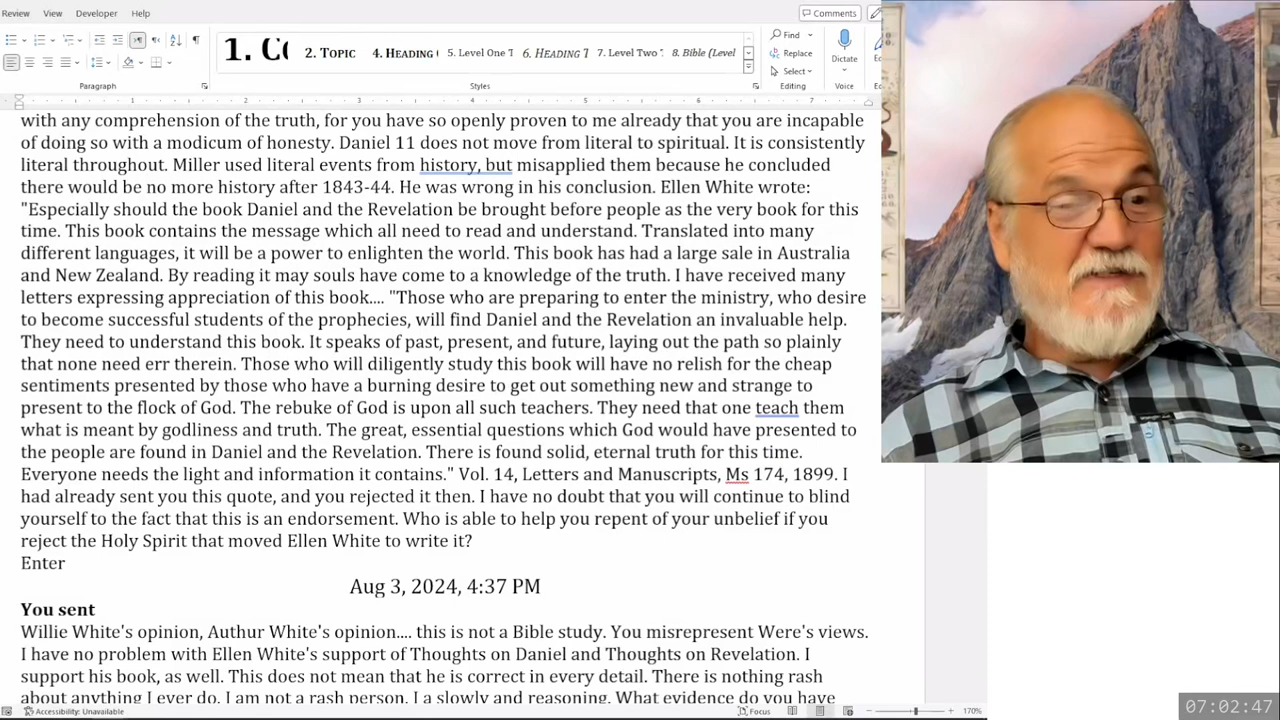 Review View Developer Help
Comments
1. Co 2. Topic 4. Heading 5. Level One T 6. Heading T 7. Level Two 8. Bible (Level
Find
Replace
Select
Dictate
Paragraph
Styles
Editing
Voice
1 2 3 4 5 6 7
with any comprehension of the truth, for you have so openly proven to me already that you are incapable
of doing so with a modicum of honesty. Daniel 11 does not move from literal to spiritual. It is consistently
literal throughout. Miller used literal events from history, but misapplied them because he concluded
there would be no more history after 1843-44. He was wrong in his conclusion. Ellen White wrote:
"Especially should the book Daniel and the Revelation be brought before people as the very book for this
time. This book contains the message which all need to read and understand. Translated into many
different languages, it will be a power to enlighten the world. This book has had a large sale in Australia
and New Zealand. By reading it may souls have come to a knowledge of the truth. I have received many
letters expressing appreciation of this book.... "Those who are preparing to enter the ministry, who desire
to become successful students of the prophecies, will find Daniel and the Revelation an invaluable help.
They need to understand this book. It speaks of past, present, and future, laying out the path so plainly
that none need err therein. Those who will diligently study this book will have no relish for the cheap
sentiments presented by those who have a burning desire to get out something new and strange to
present to the flock of God. The rebuke of God is upon all such teachers. They need that one teach them
what is meant by godliness and truth. The great, essential questions which God would have presented to
the people are found in Daniel and the Revelation. There is found solid, eternal truth for this time.
Everyone needs the light and information it contains." Vol. 14, Letters and Manuscripts, Ms 174, 1899. I
had already sent you this quote, and you rejected it then. I have no doubt that you will continue to blind
yourself to the fact that this is an endorsement. Who is able to help you repent of your unbelief if you
reject the Holy Spirit that moved Ellen White to write it?
Enter
Aug 3, 2024, 4:37 PM
You sent
Willie White's opinion, Authur White's opinion.... this is not a Bible study. You misrepresent Were's views.
I have no problem with Ellen White's support of Thoughts on Daniel and Thoughts on Revelation. I
support his book, as well. This does not mean that he is correct in every detail. There is nothing rash
about anything I ever do. I am not a rash person. I a slowly and reasoning. What evidence do you have
Accessibility: Unavailable
Focus
170%
07:02:47